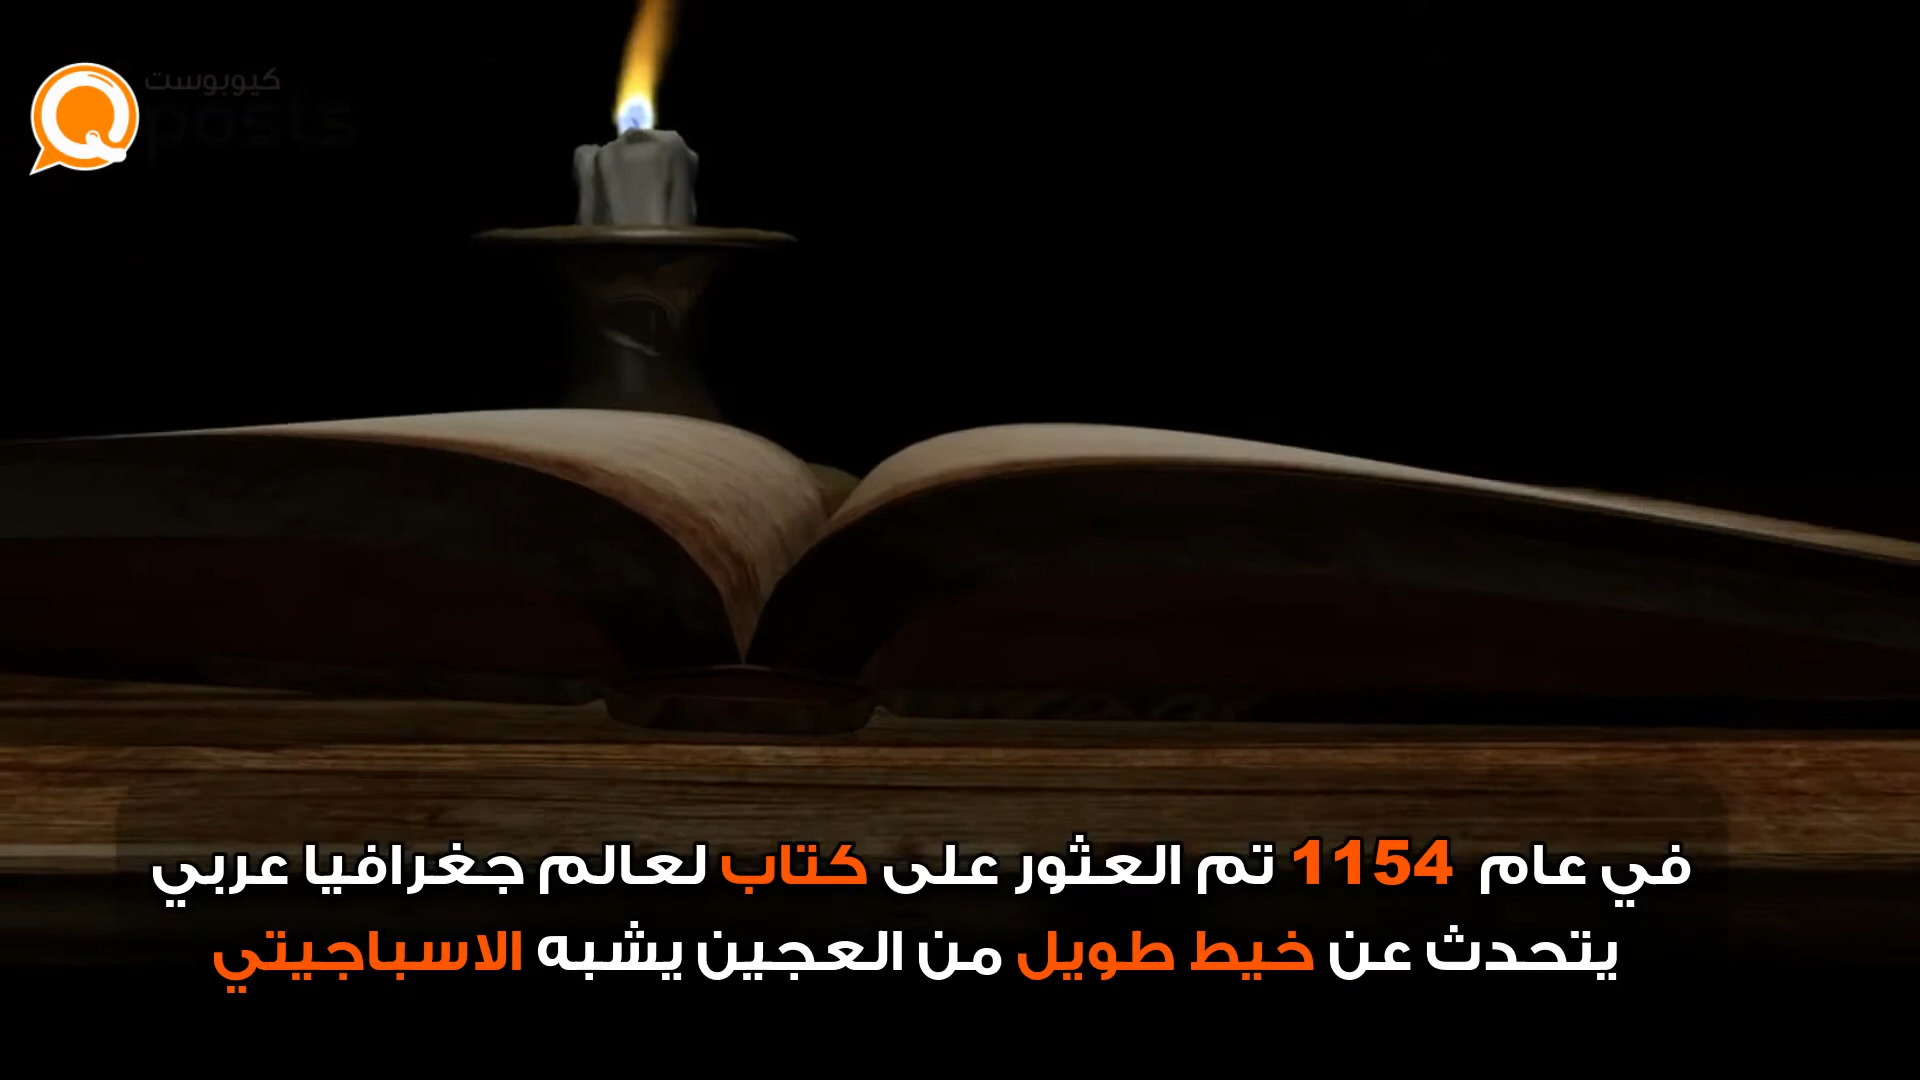 كيوبوست
posts
في عام 1154 تم العثور على كتاب لعالم جغرافيا عربي
يتحدث عن خيط طويل من العجين يشبه الاسباجيتي